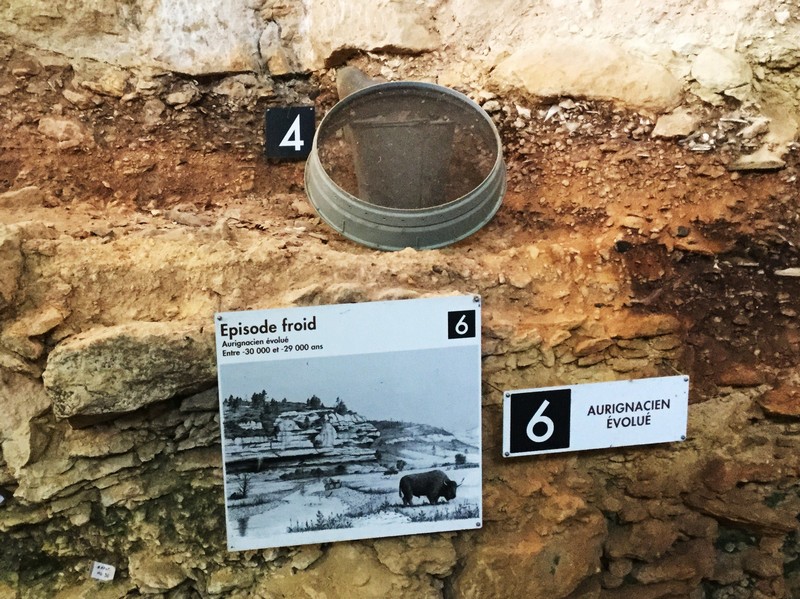 4
Episode froid
6
Aurignacien évolué
Entre -30 000 et -29 000 ans
6
AURIGNACIEN
ÉVOLUÉ